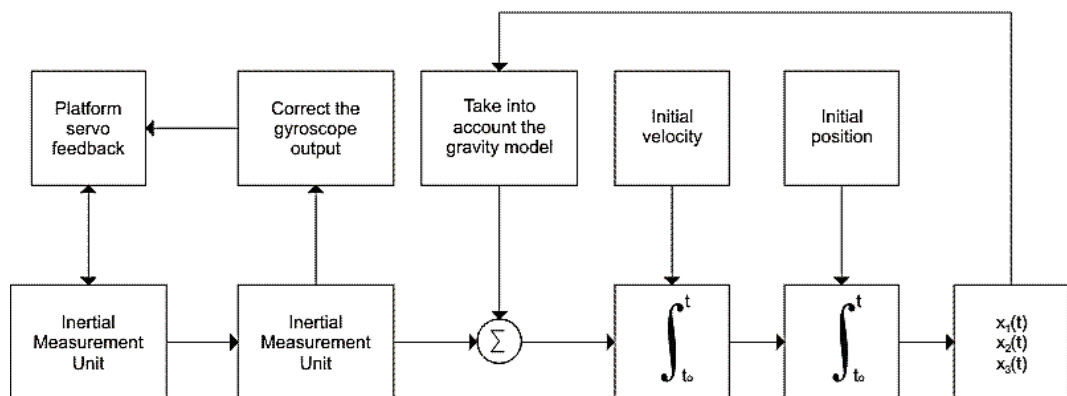 Platform
servo
feedback
Correct the
gyroscope
output
Take into
account the
gravity model
Initial
velocity
Initial
position
Inertial
Measurement
Unit
Inertial
Measurement
Unit
Σ
∫ t t₀
∫ t t₀
x₁(t)
x₂(t)
x₃(t)